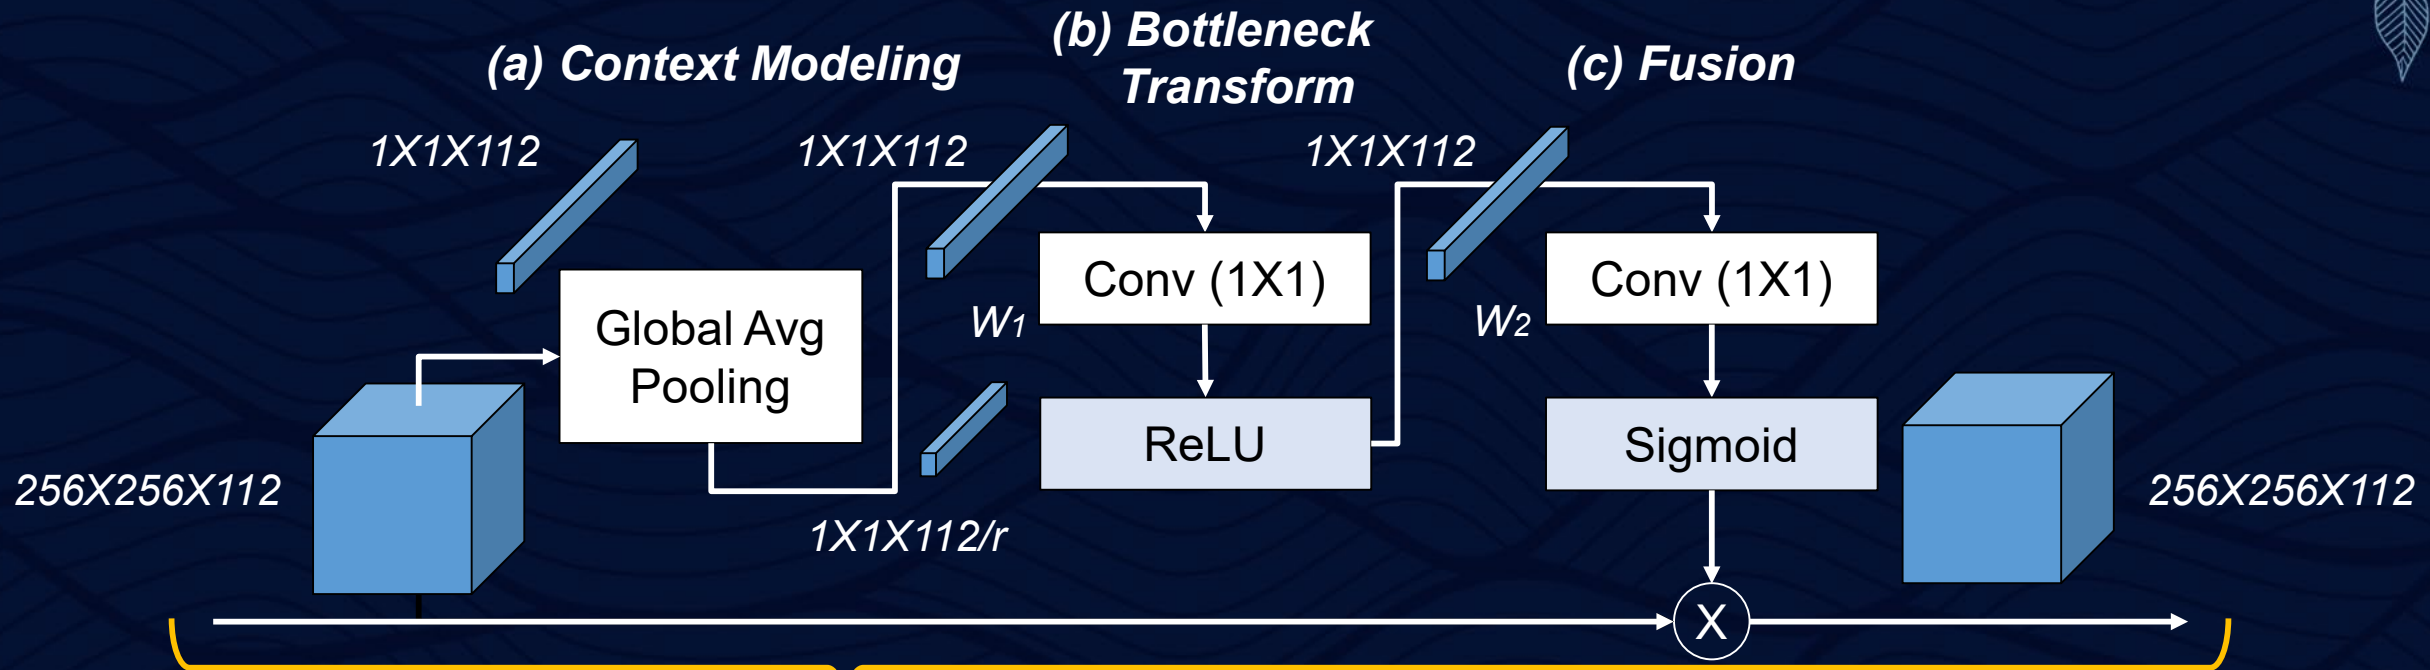 (a) Context Modeling
(b) Bottleneck
Transform
(c) Fusion
1X1X112
1X1X112
1X1X112
Global Avg
Pooling
Conv (1X1)
Conv (1X1)
W1
W2
ReLU
Sigmoid
256X256X112
1X1X112/r
256X256X112
X